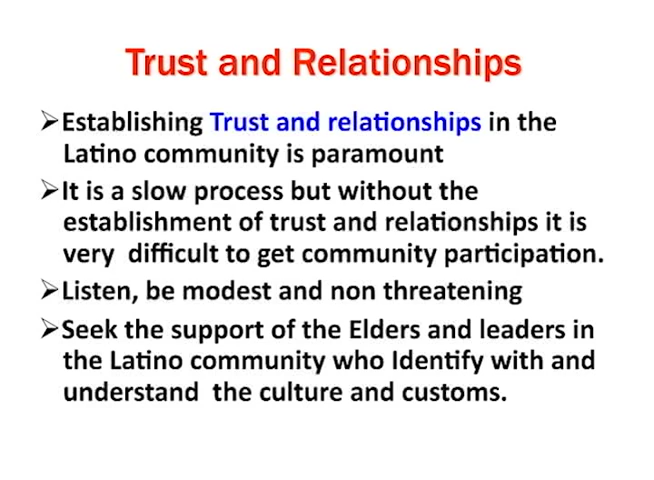 Trust and Relationships
➢Establishing Trust and relationships in the
Latino community is paramount
➢It is a slow process but without the
establishment of trust and relationships it is
very  difficult to get community participation.
➢Listen, be modest and non threatening
➢Seek the support of the Elders and leaders in
the Latino community who Identify with and
understand  the culture and customs.